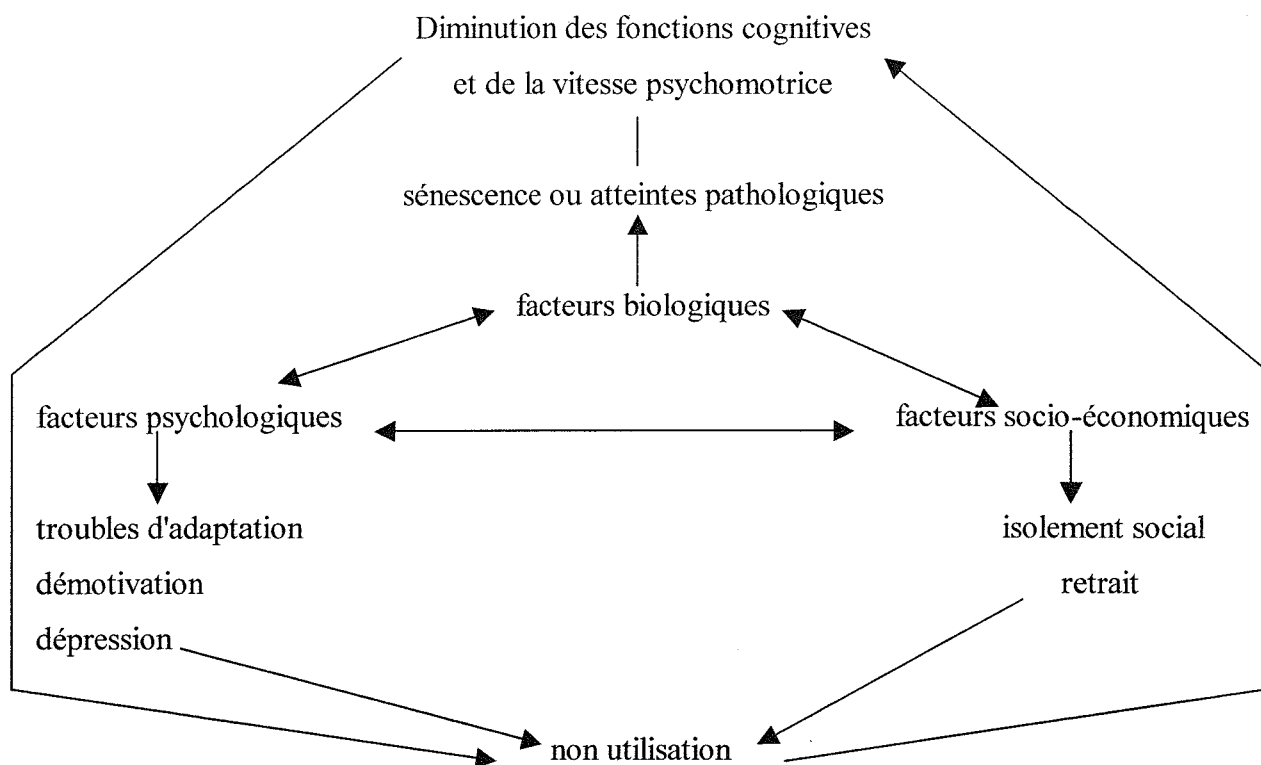 Diminution des fonctions cognitives
et de la vitesse psychomotrice
sénescence ou atteintes pathologiques
facteurs biologiques
facteurs psychologiques
facteurs socio-économiques
troubles d'adaptation
isolement social
démotivation
retrait
dépression
non utilisation